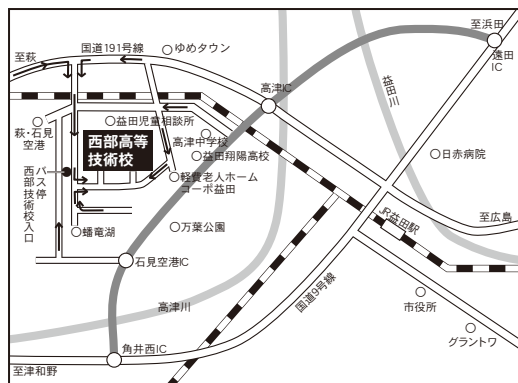 至浜田
遠田
IC
国道191号線
ゆめタウン
至萩
高津IC
益田川
益田児童相談所
高津中学校
萩・石見
空港
西部高等
技術校
益田翔陽高校
日赤病院
バス停
西部技術校入口
軽費老人ホーム
コーポ益田
JR益田駅
至広島
蟠竜湖
万葉公園
石見空港IC
高津川
国道9号線
市役所
グラントワ
角井西IC
至津和野